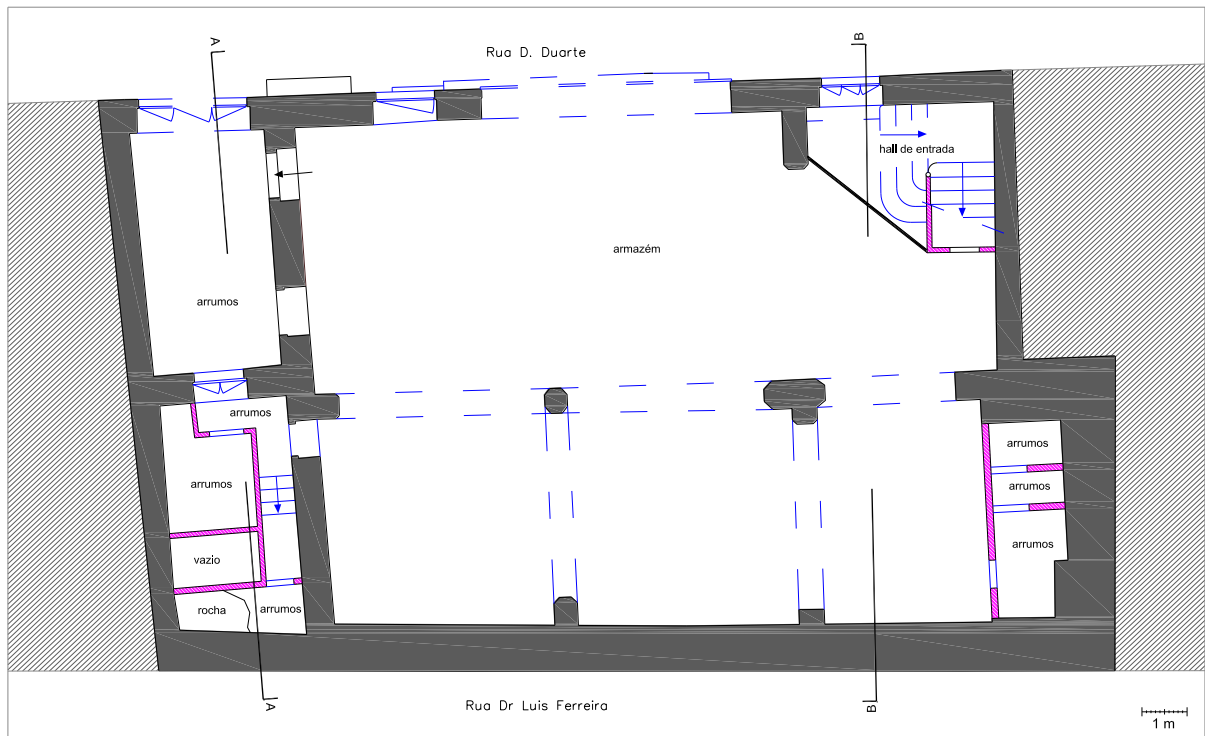 A
Rua D. Duarte
B
hall de entrada
armazém
arrumos
arrumos
arrumos
arrumos
arrumos
arrumos
vazio
rocha
arrumos
Rua Dr Luis Ferreira
A
B
1 m